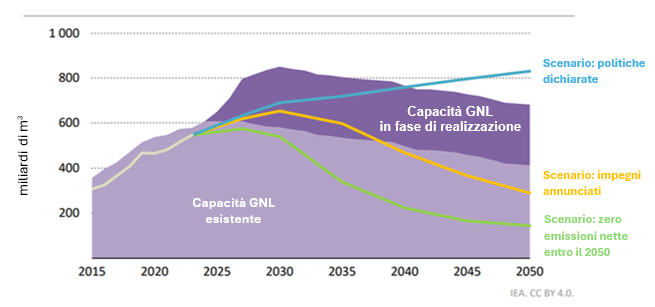 1 000
800
600
400
200
miliardi di m³
2015
2020
2025
2030
2035
2040
2045
2050
Capacità GNL
in fase di realizzazione
Capacità GNL
esistente
Scenario: politiche
dichiarate
Scenario: impegni
annunciati
Scenario: zero
emissioni nette
entro il 2050
IEA. CC BY 4.0.